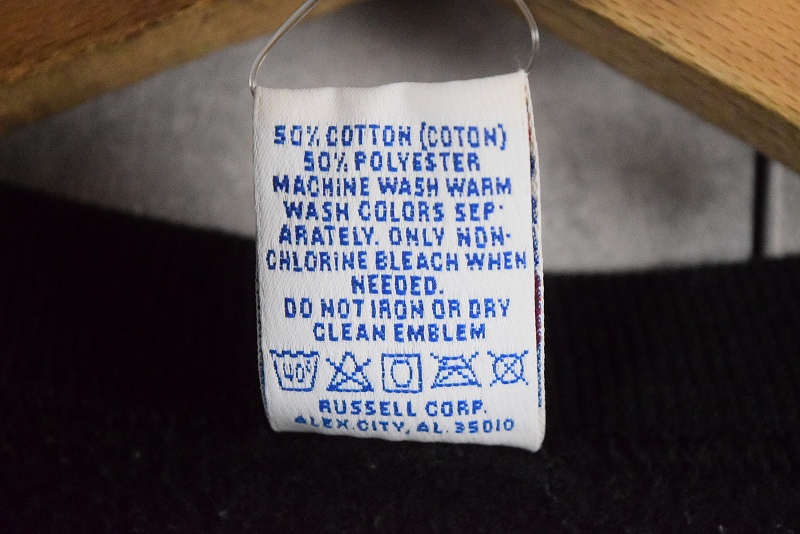 50% COTTON (COTON)
50% POLYESTER
MACHINE WASH WARM
WASH COLORS SEP-
ARATELY. ONLY NON-
CHLORINE BLEACH WHEN
NEEDED.
DO NOT IRON OR DRY
CLEAN EMBLEM
40°
RUSSELL CORP.
ALEX.CITY, AL. 35010